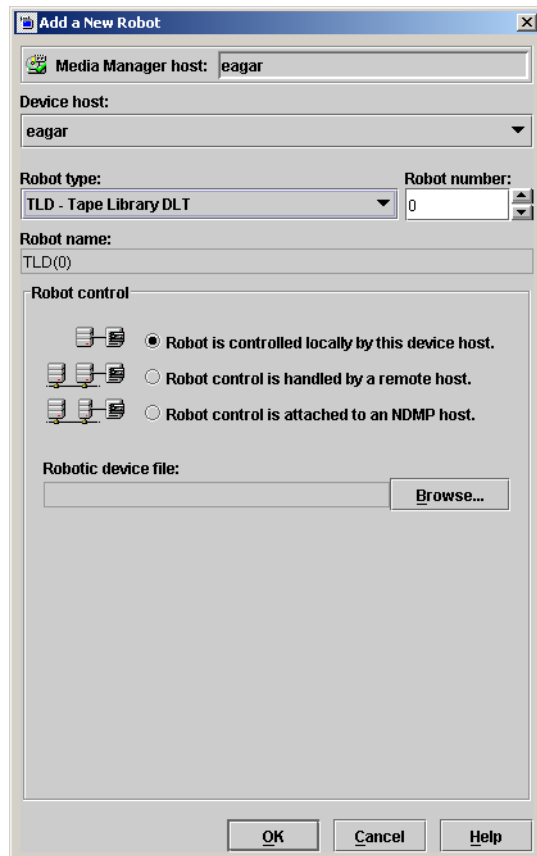 Add a New Robot
Media Manager host: eagar
Device host:
eagar
Robot type: Robot number:
TLD - Tape Library DLT 0
Robot name:
TLD(0)
Robot control
Robot is controlled locally by this device host.
Robot control is handled by a remote host.
Robot control is attached to an NDMP host.
Robotic device file:
Browse...
OK Cancel Help